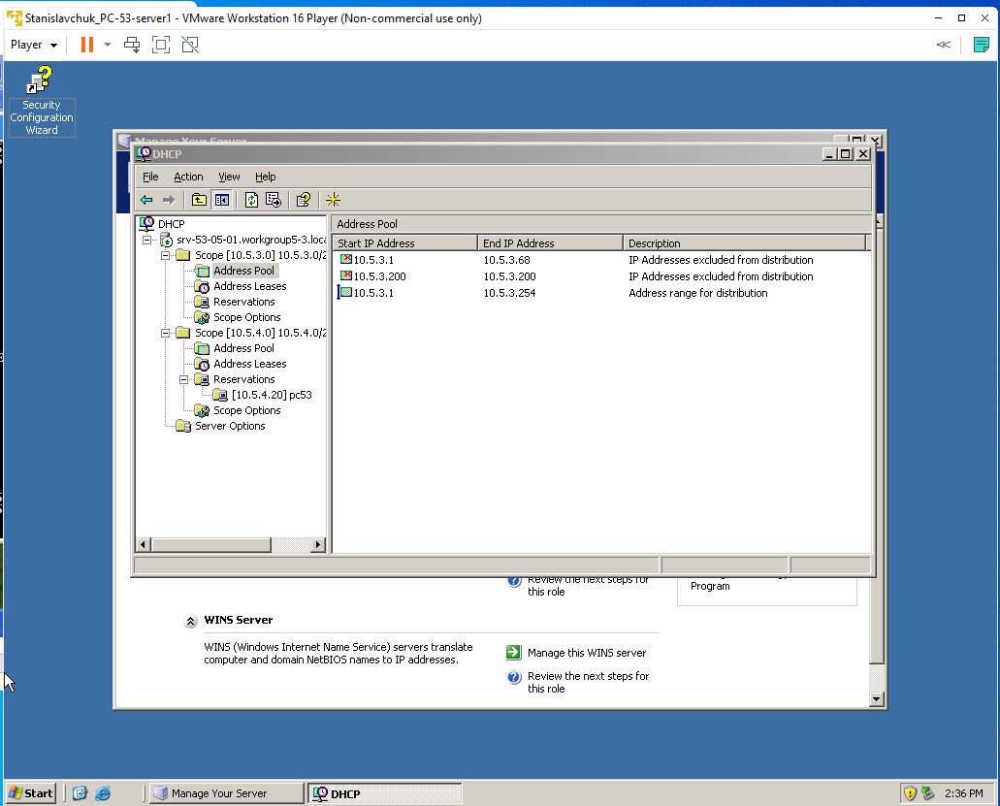 Stanislavchuk_PC-53-server1 - VMware Workstation 16 Player (Non-commercial use only)
Player
Security
Configuration
Wizard
Manage Your Server
DHCP
File Action View Help
DHCP
srv-53-05-01.workgroup5-3.loca
Scope [10.5.3.0] 10.5.3.0/2
Address Pool
Address Leases
Reservations
Scope Options
Scope [10.5.4.0] 10.5.4.0/2
Address Pool
Address Leases
Reservations
[10.5.4.20] pc53
Scope Options
Server Options
Address Pool
Start IP Address End IP Address Description
10.5.3.1 10.5.3.68 IP Addresses excluded from distribution
10.5.3.200 10.5.3.200 IP Addresses excluded from distribution
10.5.3.1 10.5.3.254 Address range for distribution
Review the next steps for
this role
Program
WINS Server
WINS (Windows Internet Name Service) servers translate
computer and domain NetBIOS names to IP addresses.
Manage this WINS server
Review the next steps for
this role
Start
Manage Your Server
DHCP
2:36 PM